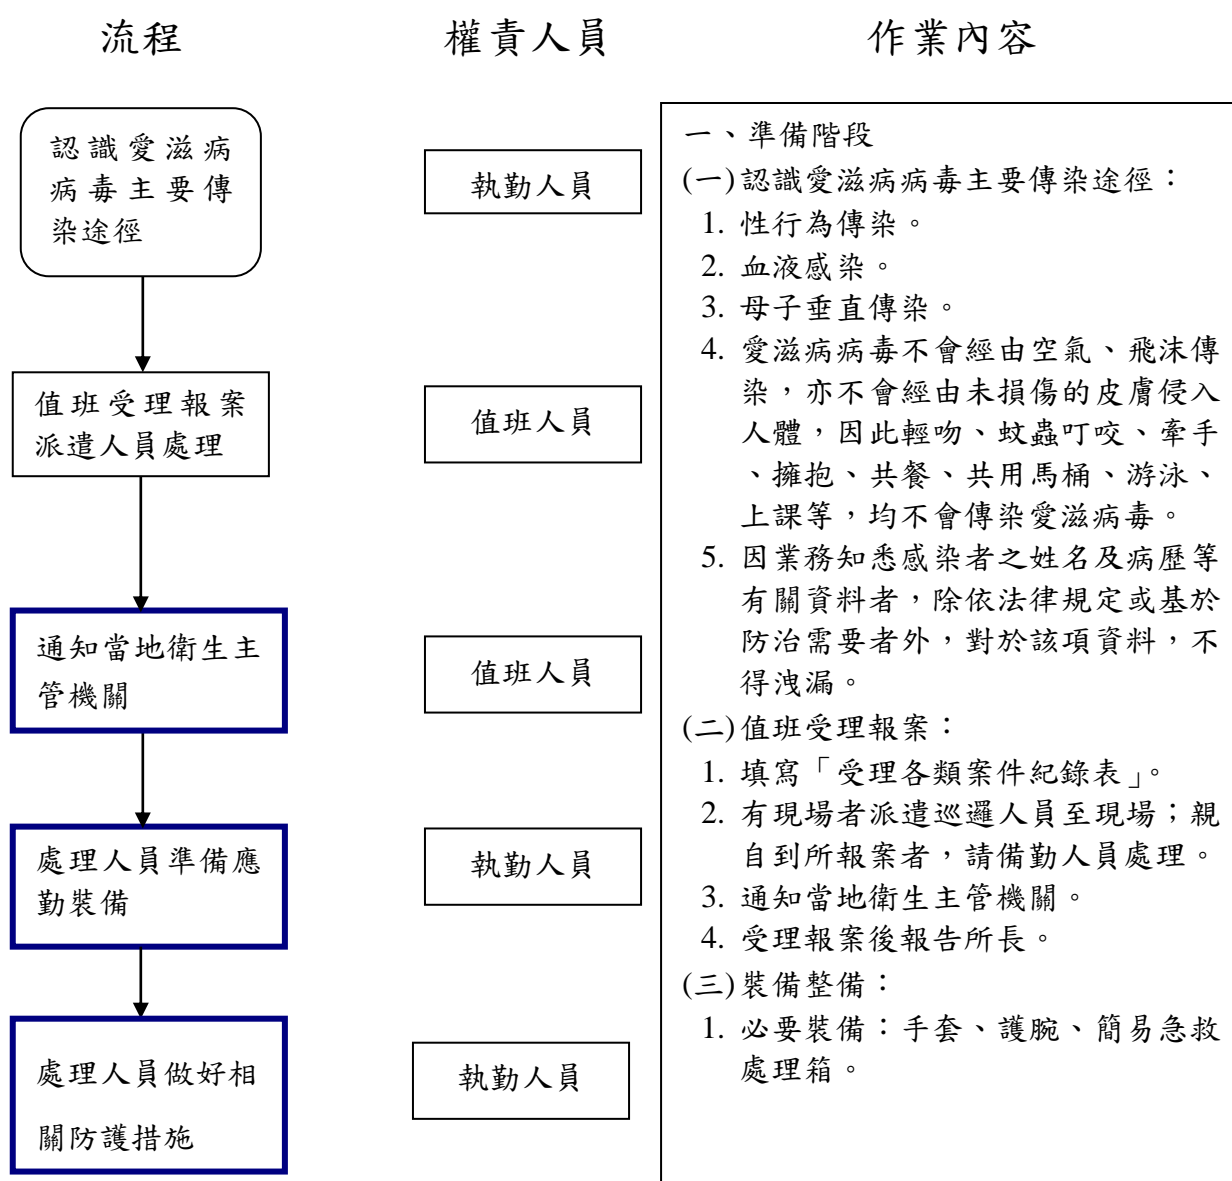 流程
權責人員
作業內容
認識愛滋病
病毒主要傳
染途徑
執勤人員
值班受理報案
派遣人員處理
值班人員
通知當地衛生主
管機關
值班人員
處理人員準備應
勤裝備
執勤人員
處理人員做好相
關防護措施
執勤人員
一、準備階段
(一)認識愛滋病病毒主要傳染途徑：
1. 性行為傳染。
2. 血液感染。
3. 母子垂直傳染。
4. 愛滋病病毒不會經由空氣、飛沫傳
染，亦不會經由未損傷的皮膚侵入
人體，因此輕吻、蚊蟲叮咬、牽手
、擁抱、共餐、共用馬桶、游泳、
上課等，均不會傳染愛滋病毒。
5. 因業務知悉感染者之姓名及病歷等
有關資料者，除依法律規定或基於
防治需要者外，對於該項資料，不
得洩漏。
(二)值班受理報案：
1. 填寫「受理各類案件紀錄表」。
2. 有現場者派遣巡邏人員至現場；親
自到所報案者，請備勤人員處理。
3. 通知當地衛生主管機關。
4. 受理報案後報告所長。
(三)裝備整備：
1. 必要裝備：手套、護腕、簡易急救
處理箱。